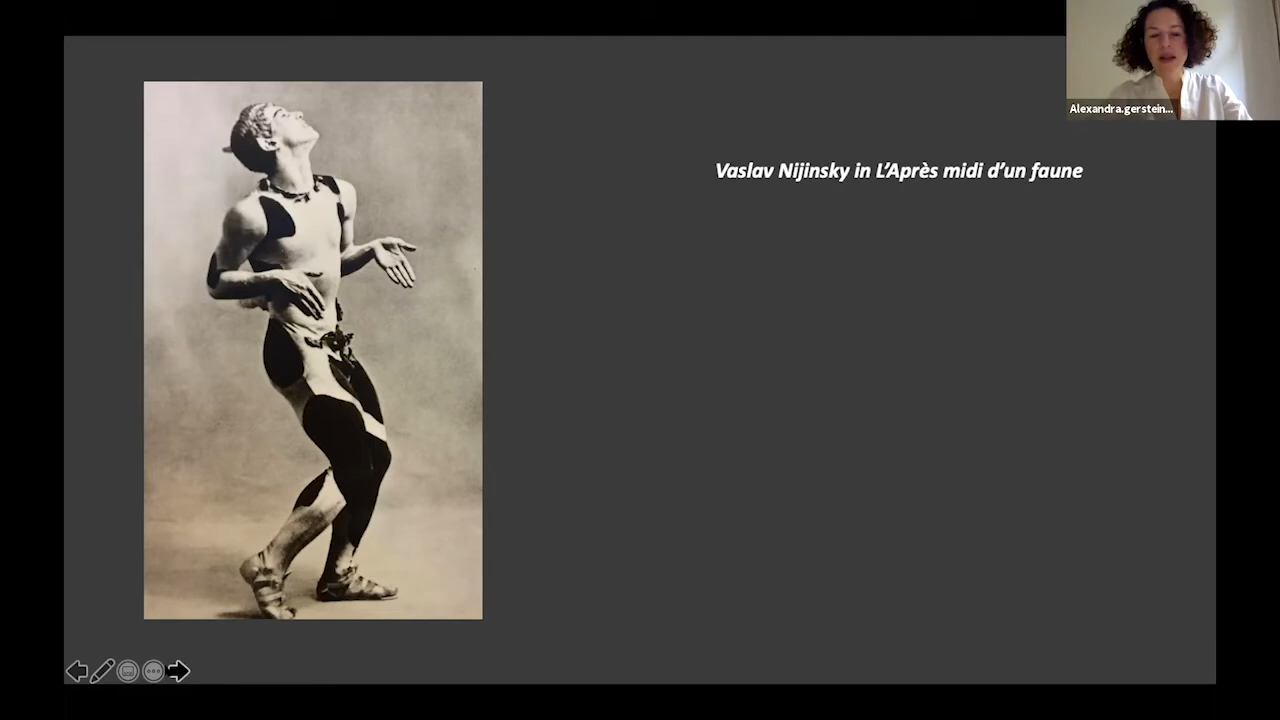 Alexandra.gerstein...
Vaslav Nijinsky in L’Après midi d’un faune